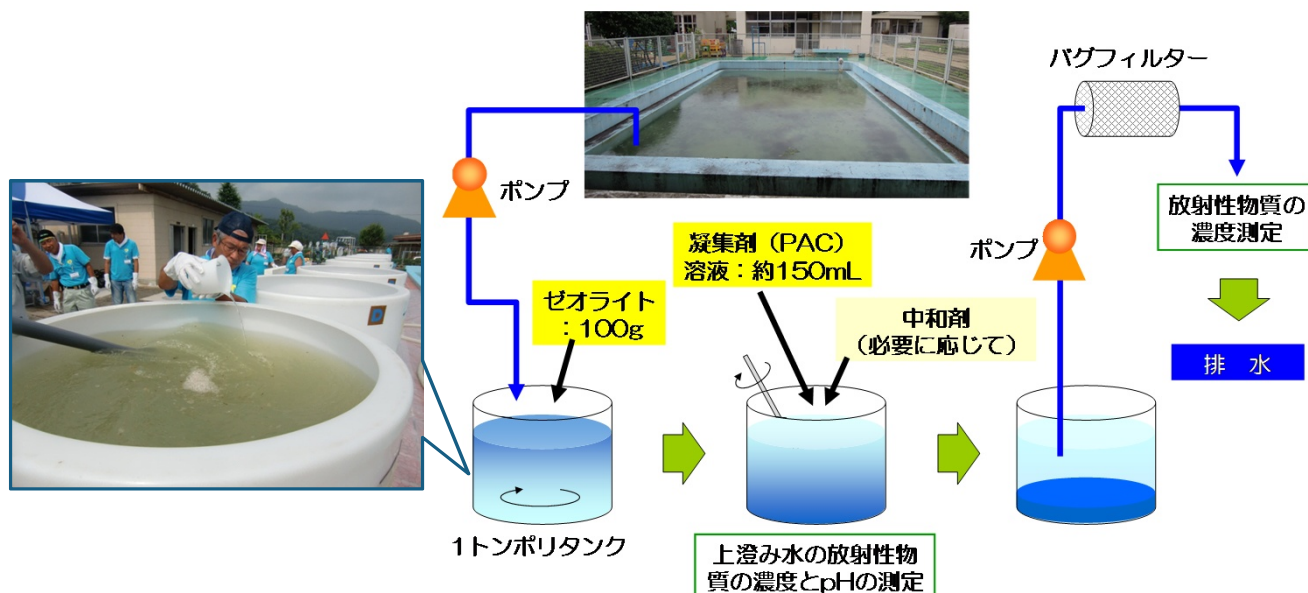 バグフィルター
ポンプ
放射性物質の
濃度測定
凝集剤（PAC）
溶液：約150mL
ポンプ
ゼオライト
：100g
中和剤
（必要に応じて）
排 水
1トンポリタンク
上澄み水の放射性物
質の濃度とpHの測定